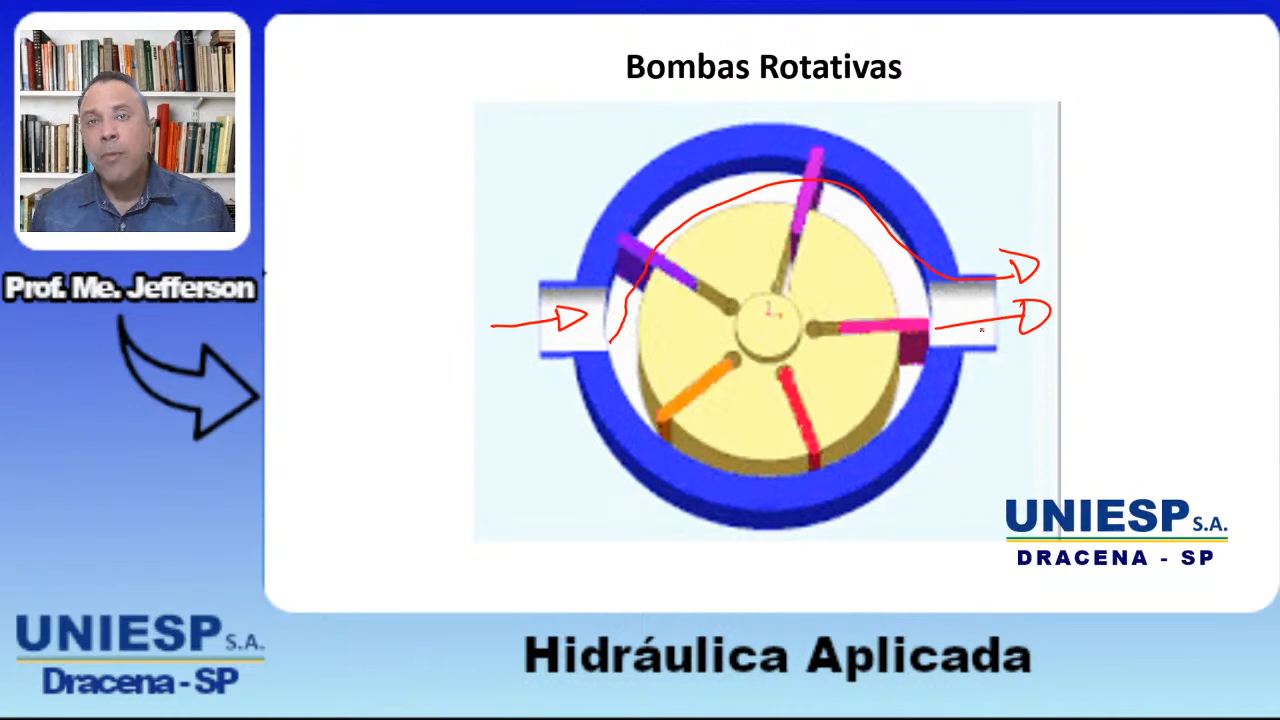 Bombas Rotativas
Prof. Me. Jefferson
UNIESP S.A.
DRACENA - SP
UNIESP S.A.
Dracena - SP
Hidráulica Aplicada